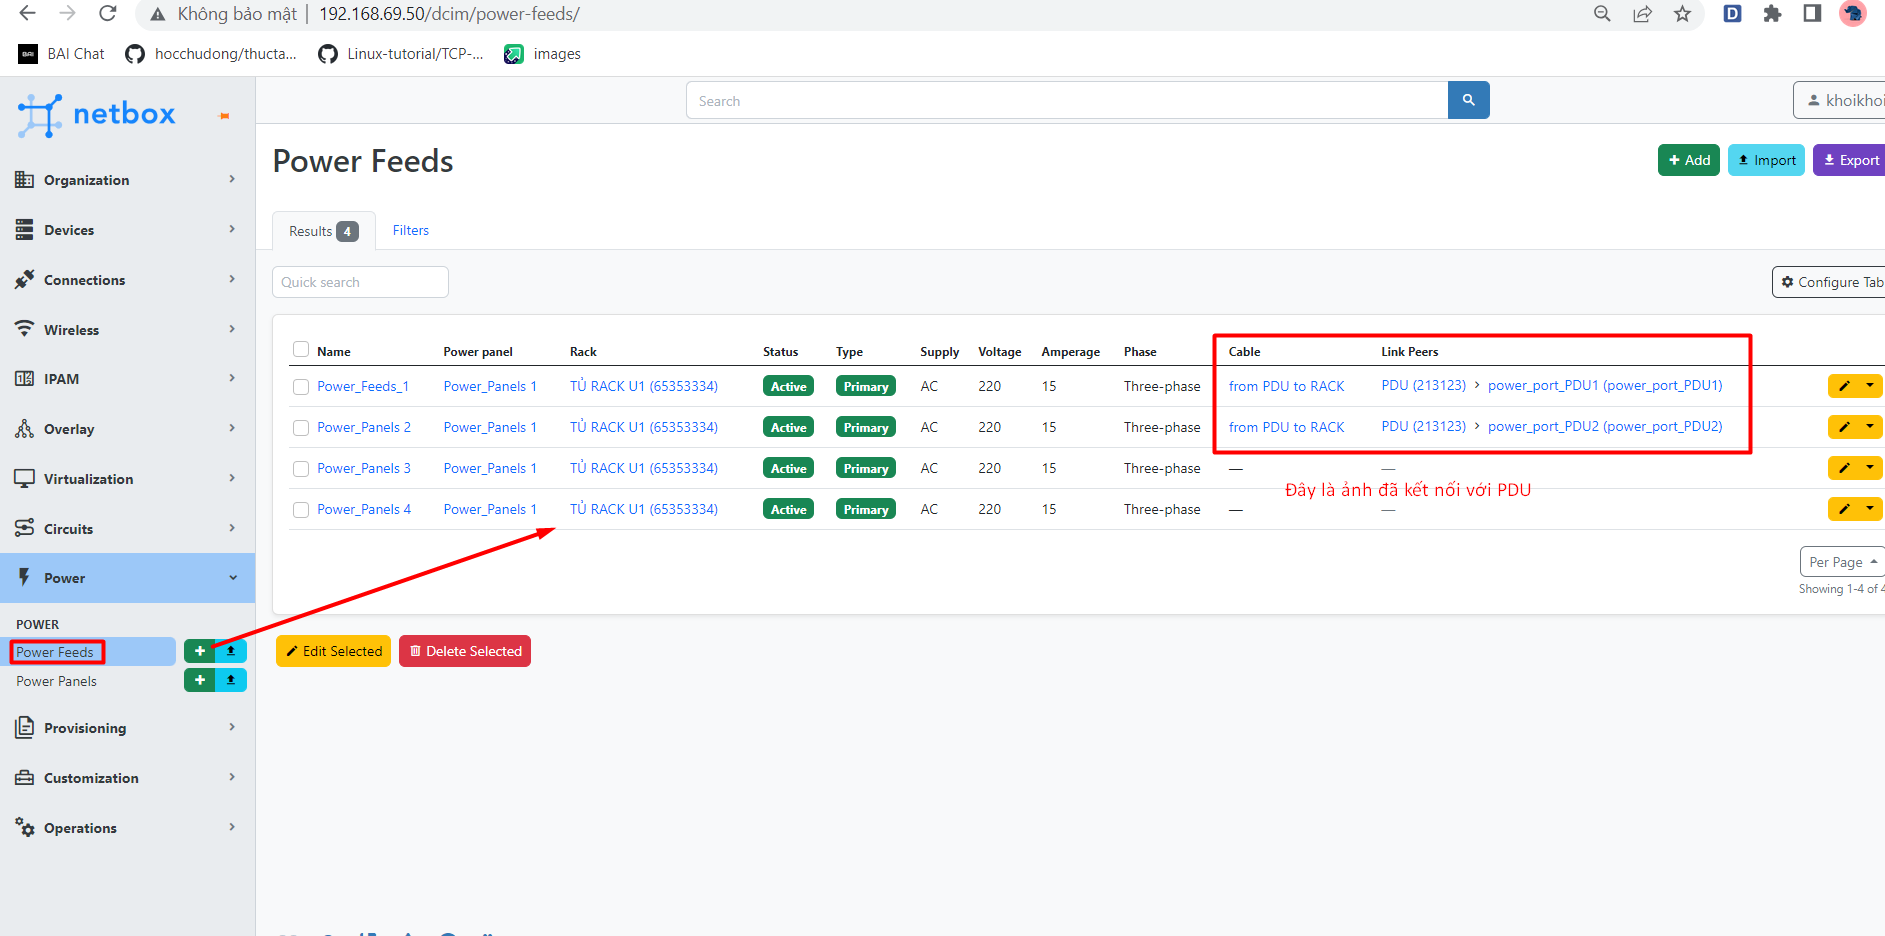 Không bảo mật | 192.168.69.50/dcim/power-feeds/
BAI BAI Chat hocchudong/thucta... Linux-tutorial/TCP-... images
netbox
Search
khoikhoi
Organization
Devices
Connections
Wireless
IPAM
Overlay
Virtualization
Circuits
Power
POWER
Power Feeds
Power Panels
Provisioning
Customization
Operations
Power Feeds
+ Add Import Export
Results 4 Filters
Quick search
Configure Tab
Name Power panel Rack Status Type Supply Voltage Amperage Phase Cable Link Peers
Power_Feeds_1 Power_Panels 1 TỦ RACK U1 (65353334) Active Primary AC 220 15 Three-phase from PDU to RACK PDU (213123) > power_port_PDU1 (power_port_PDU1)
Power_Panels 2 Power_Panels 1 TỦ RACK U1 (65353334) Active Primary AC 220 15 Three-phase from PDU to RACK PDU (213123) > power_port_PDU2 (power_port_PDU2)
Power_Panels 3 Power_Panels 1 TỦ RACK U1 (65353334) Active Primary AC 220 15 Three-phase — —
Đây là ảnh đã kết nối với PDU
Power_Panels 4 Power_Panels 1 TỦ RACK U1 (65353334) Active Primary AC 220 15 Three-phase — —
Per Page
Showing 1-4 of 4
Edit Selected Delete Selected